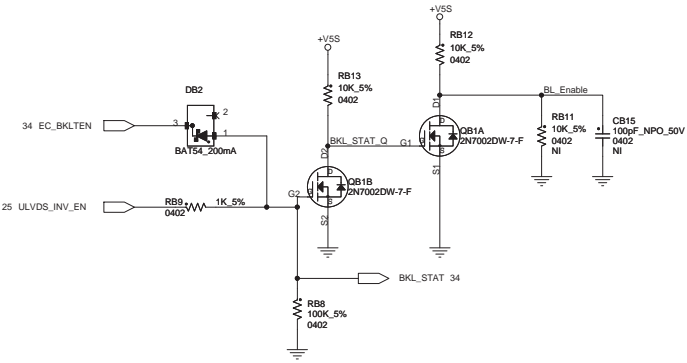 +V5S
RB12
10K_5%
0402
+V5S
RB13
10K_5%
0402
DB2
2
3
1
BAT54_200mA
34 EC_BKLTEN
BKL_STAT_Q
G1
D1
D
S
S1
QB1A
2N7002DW-7-F
BL_Enable
RB11
10K_5%
0402
NI
CB15
100pF_NPO_50V
0402
NI
D2
D
G2
S
S2
QB1B
2N7002DW-7-F
25 ULVDS_INV_EN
RB9
0402
1K_5%
BKL_STAT 34
RB8
100K_5%
0402